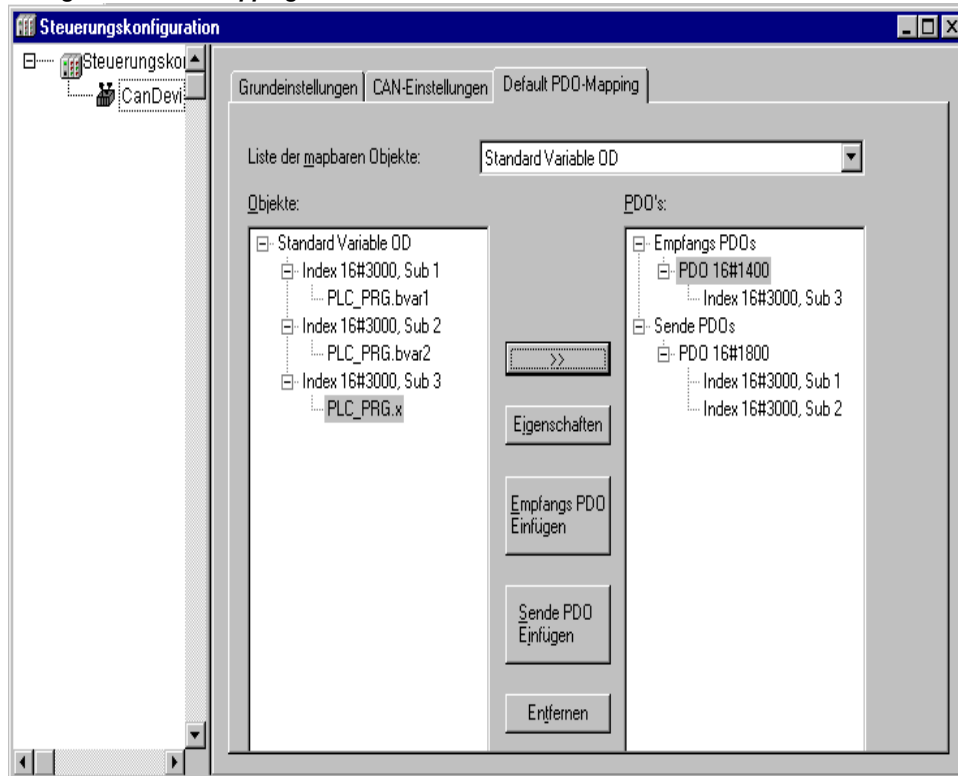 Steuerungskonfiguration
Steuerungskon
CanDevi
Grundeinstellungen
CAN-Einstellungen
Default PDO-Mapping
Liste der mapbaren Objekte:
Standard Variable OD
Objekte:
PDO's:
Standard Variable OD
Index 16#3000, Sub 1
PLC_PRG.bvar1
Index 16#3000, Sub 2
PLC_PRG.bvar2
Index 16#3000, Sub 3
PLC_PRG.x
>>
Eigenschaften
Empfangs PDO
Einfügen
Sende PDO
Einfügen
Entfernen
Empfangs PDOs
PDO 16#1400
Index 16#3000, Sub 3
Sende PDOs
PDO 16#1800
Index 16#3000, Sub 1
Index 16#3000, Sub 2